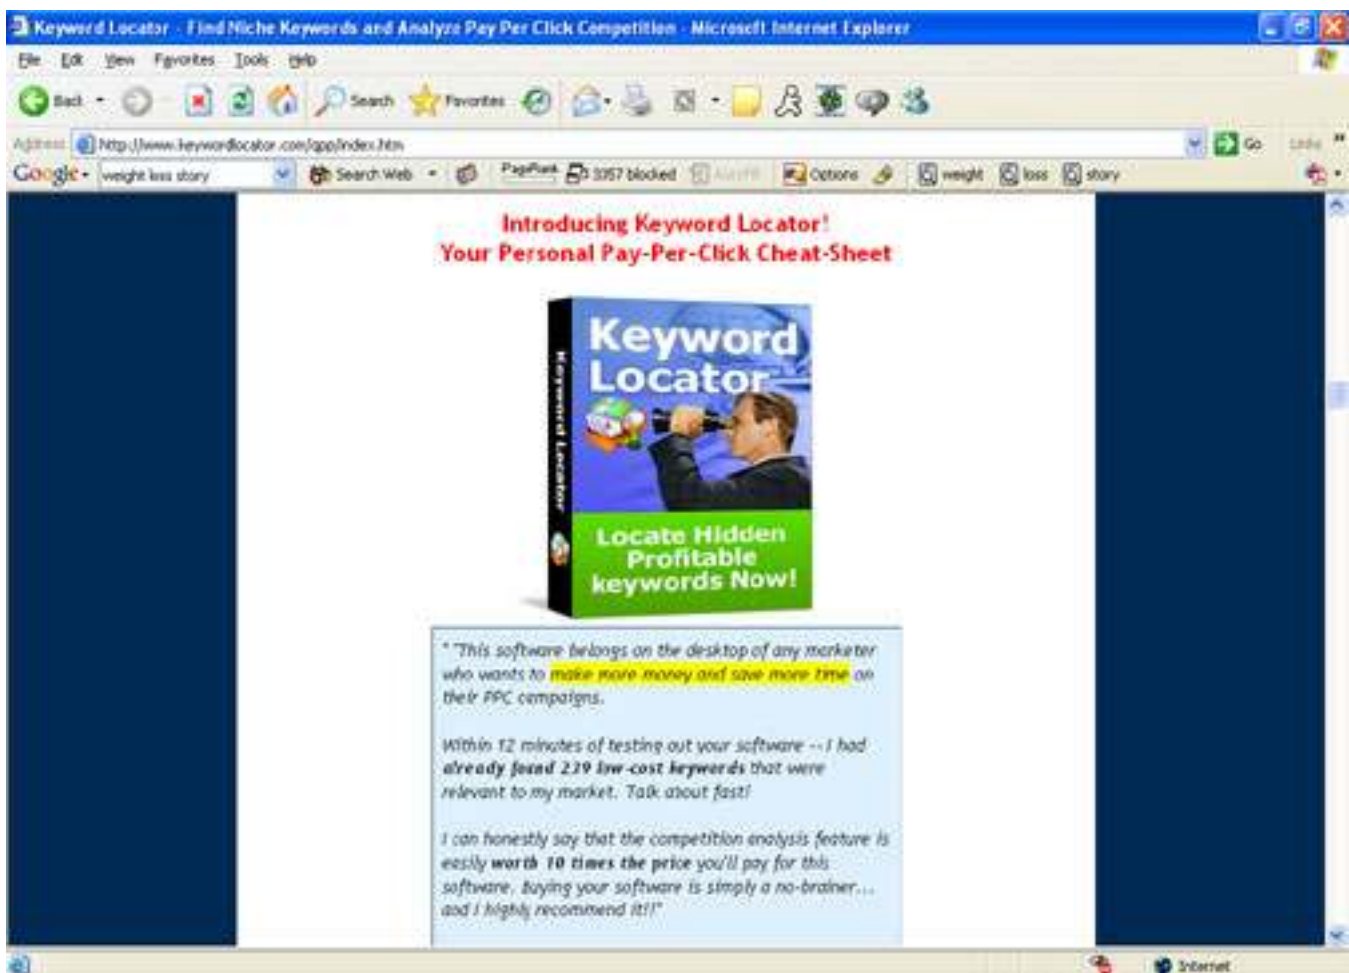 Keyword Locator - Find Niche Keywords and Analyze Pay Per Click Competition - Microsoft Internet Explorer
File Edit View Favorites Tools Help
Back Search Favorites
Address http://www.keywordlocator.com/qpp/index.htm Go Links
Google weight loss story Search Web PageRank 3357 blocked AutoFill Options weight loss story
Introducing Keyword Locator!
Your Personal Pay-Per-Click Cheat-Sheet
Keyword Locator
Keyword
Locator
Locate Hidden
Profitable
keywords Now!
" "This software belongs on the desktop of any marketer
who wants to make more money and save more time on
their PPC campaigns.
Within 12 minutes of testing out your software -- I had
already found 239 low-cost keywords that were
relevant to my market. Talk about fast!
I can honestly say that the competition analysis feature is
easily worth 10 times the price you'll pay for this
software. Buying your software is simply a no-brainer...
and I highly recommend it!!"
Internet